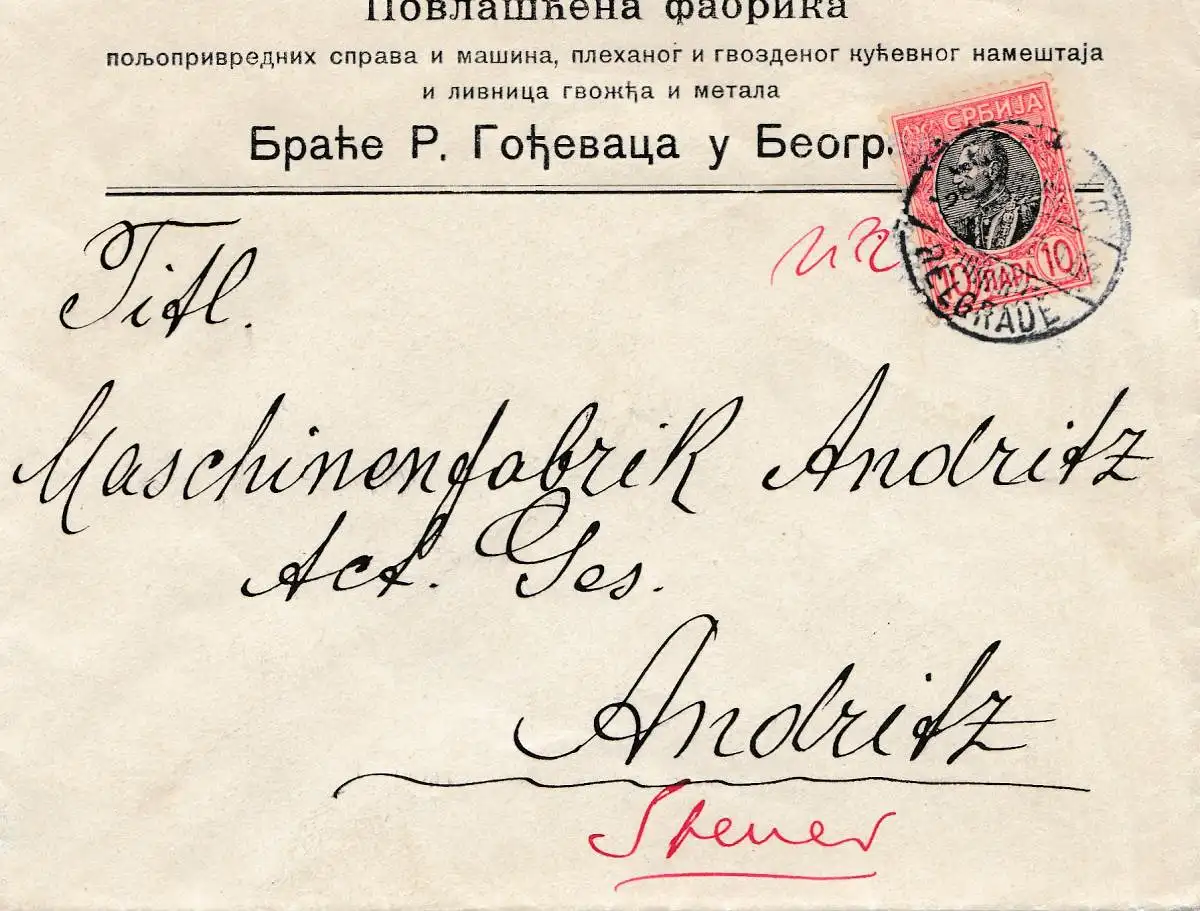 Повлашћена фабрика
пољопривредних справа и машина, плеханог и гвозденог кућевног намештаја
и ливница гвожђа и метала
Браће Р. Гођеваца у Беогр
СРБИЈА
10 ПАРА 10
BELGRADE
Titl.
Maschinenfabrik Andritz
Act. Ges.
Andritz